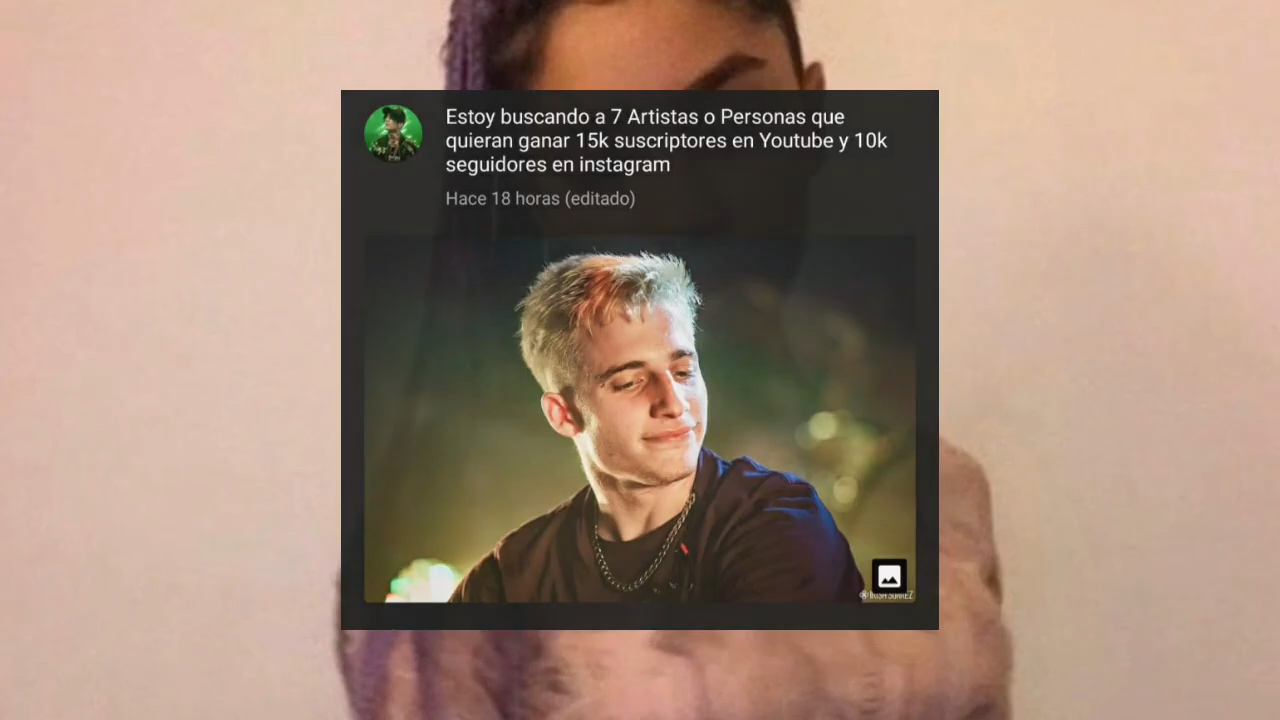 Estoy buscando a 7 Artistas o Personas que
quieran ganar 15k suscriptores en Youtube y 10k
seguidores en instagram
Hace 18 horas (editado)